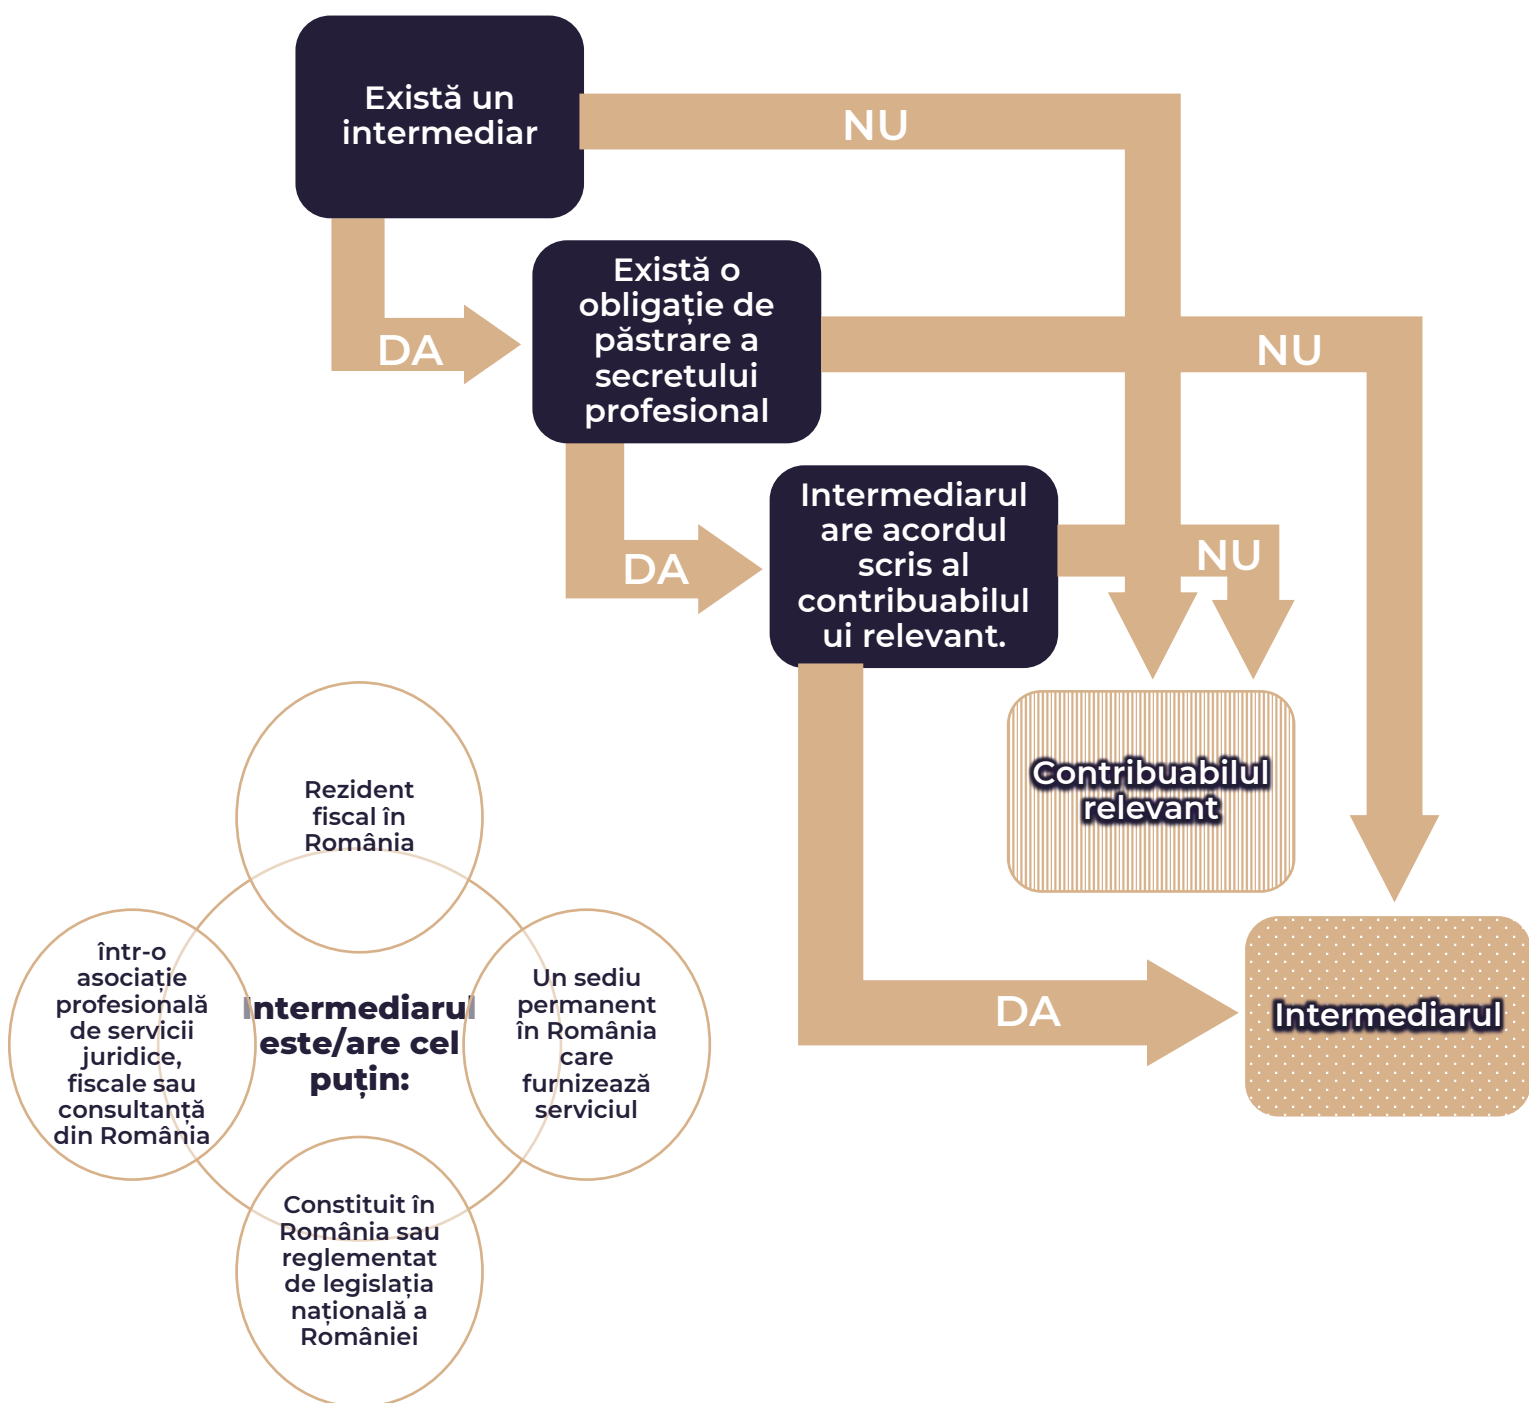 Există un
intermediar
NU
DA
Există o
obligație de
păstrare a
secretului
profesional
NU
DA
Intermediarul
are acordul
scris al
contribuabilul
ui relevant.
NU
Contribuabilul
relevant
DA
Intermediarul
Rezident
fiscal în
România
într-o
asociație
profesională
de servicii
juridice,
fiscale sau
consultanță
din România
Intermediarul
este/are cel
puțin:
Un sediu
permanent
în România
care
furnizează
serviciul
Constituit în
România sau
reglementat
de legislația
națională a
României